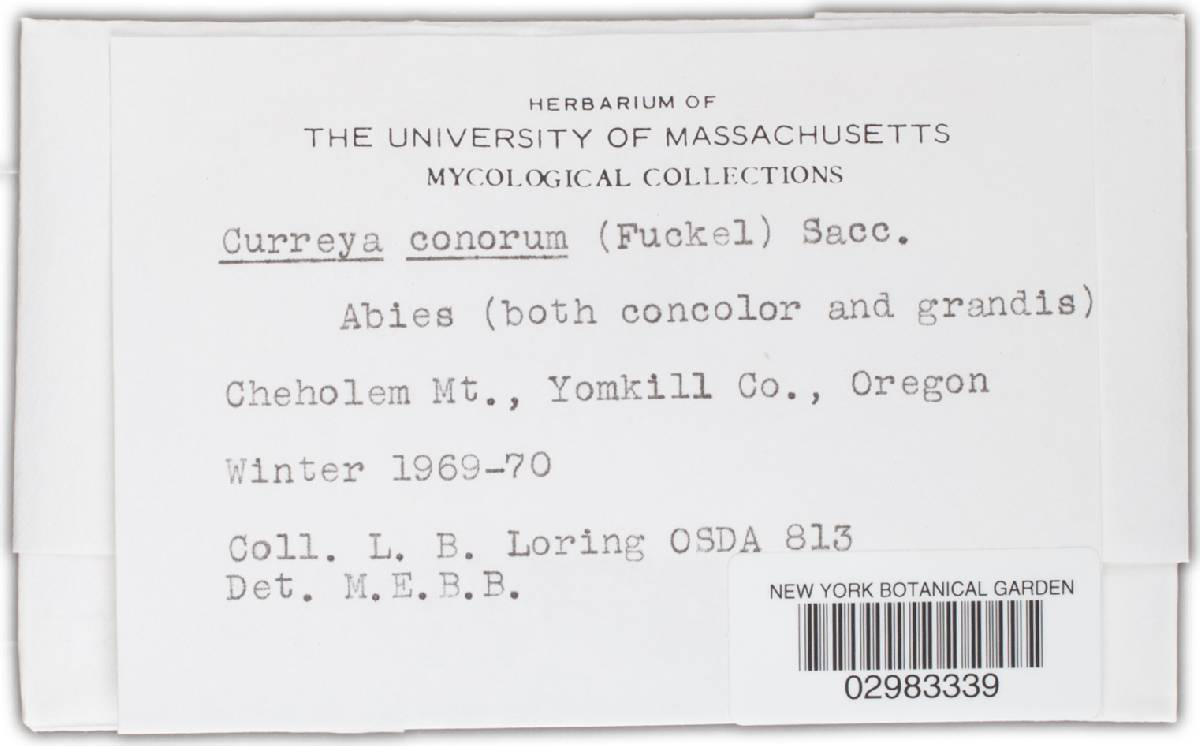 HERBARIUM OF
THE UNIVERSITY OF MASSACHUSETTS
MYCOLOGICAL COLLECTIONS
Curreya conorum (Fuckel) Sacc.
Abies (both concolor and grandis)
Cheholem Mt., Yomkill Co., Oregon
Winter 1969-70
Coll. L. B. Loring OSDA 813
Det. M.E.B.B.
NEW YORK BOTANICAL GARDEN
02983339